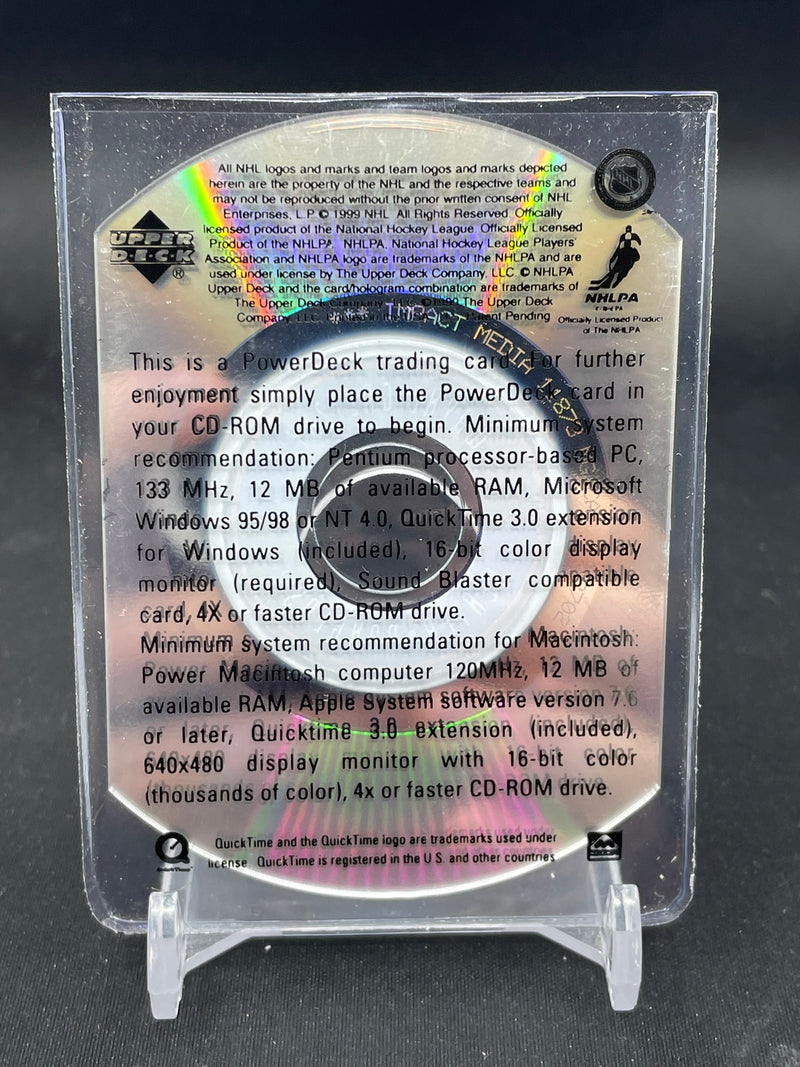 All NHL logos and marks and team logos and marks depicted
herein are the property of the NHL and the respective teams and
may not be reproduced without the prior written consent of NHL
Enterprises, L.P. © 1999 NHL. All Rights Reserved. Officially
licensed product of the National Hockey League. Officially Licensed
Product of the NHLPA. NHLPA, National Hockey League Players'
Association and NHLPA logo are trademarks of the NHLPA and are
used under license by The Upper Deck Company, LLC. © NHLPA
Upper Deck and the card/hologram combination are trademarks of
The Upper Deck Company, LLC. © 1999 The Upper Deck
Company, LLC. Printed in the Patent Pending
UPPER
DECK
®
NHL
NHLPA
Officially Licensed Product
of The NHLPA
IMPACT MEDIA
This is a PowerDeck trading card. For further
enjoyment simply place the PowerDeck card in
your CD-ROM drive to begin. Minimum system
recommendation: Pentium processor-based PC,
133 MHz, 12 MB of available RAM, Microsoft
Windows 95/98 or NT 4.0, QuickTime 3.0 extension
for Windows (included), 16-bit color display
monitor (required), Sound Blaster compatible
card, 4X or faster CD-ROM drive.
Minimum system recommendation for Macintosh:
Power Macintosh computer 120MHz, 12 MB of
available RAM, Apple System software version 7.6
or later, Quicktime 3.0 extension (included),
640x480 display monitor with 16-bit color
(thousands of color), 4x or faster CD-ROM drive.
QuickTime and the QuickTime logo are trademarks used under
license. QuickTime is registered in the U.S. and other countries
QuickTime™